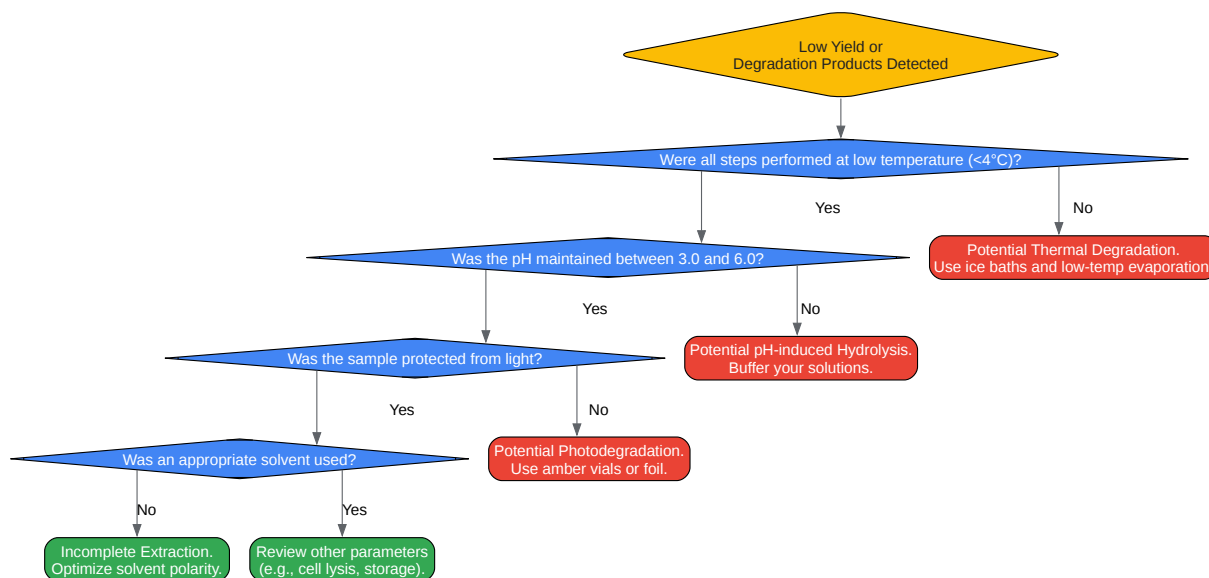 Low Yield or
Degradation Products Detected
Were all steps performed at low temperature (<4°C)?
Yes
No
Potential Thermal Degradation.
Use ice baths and low-temp evaporation
Was the pH maintained between 3.0 and 6.0?
Yes
No
Potential pH-induced Hydrolysis.
Buffer your solutions.
Was the sample protected from light?
Yes
No
Potential Photodegradation.
Use amber vials or foil.
Was an appropriate solvent used?
No
Yes
Incomplete Extraction.
Optimize solvent polarity.
Review other parameters
(e.g., cell lysis, storage).